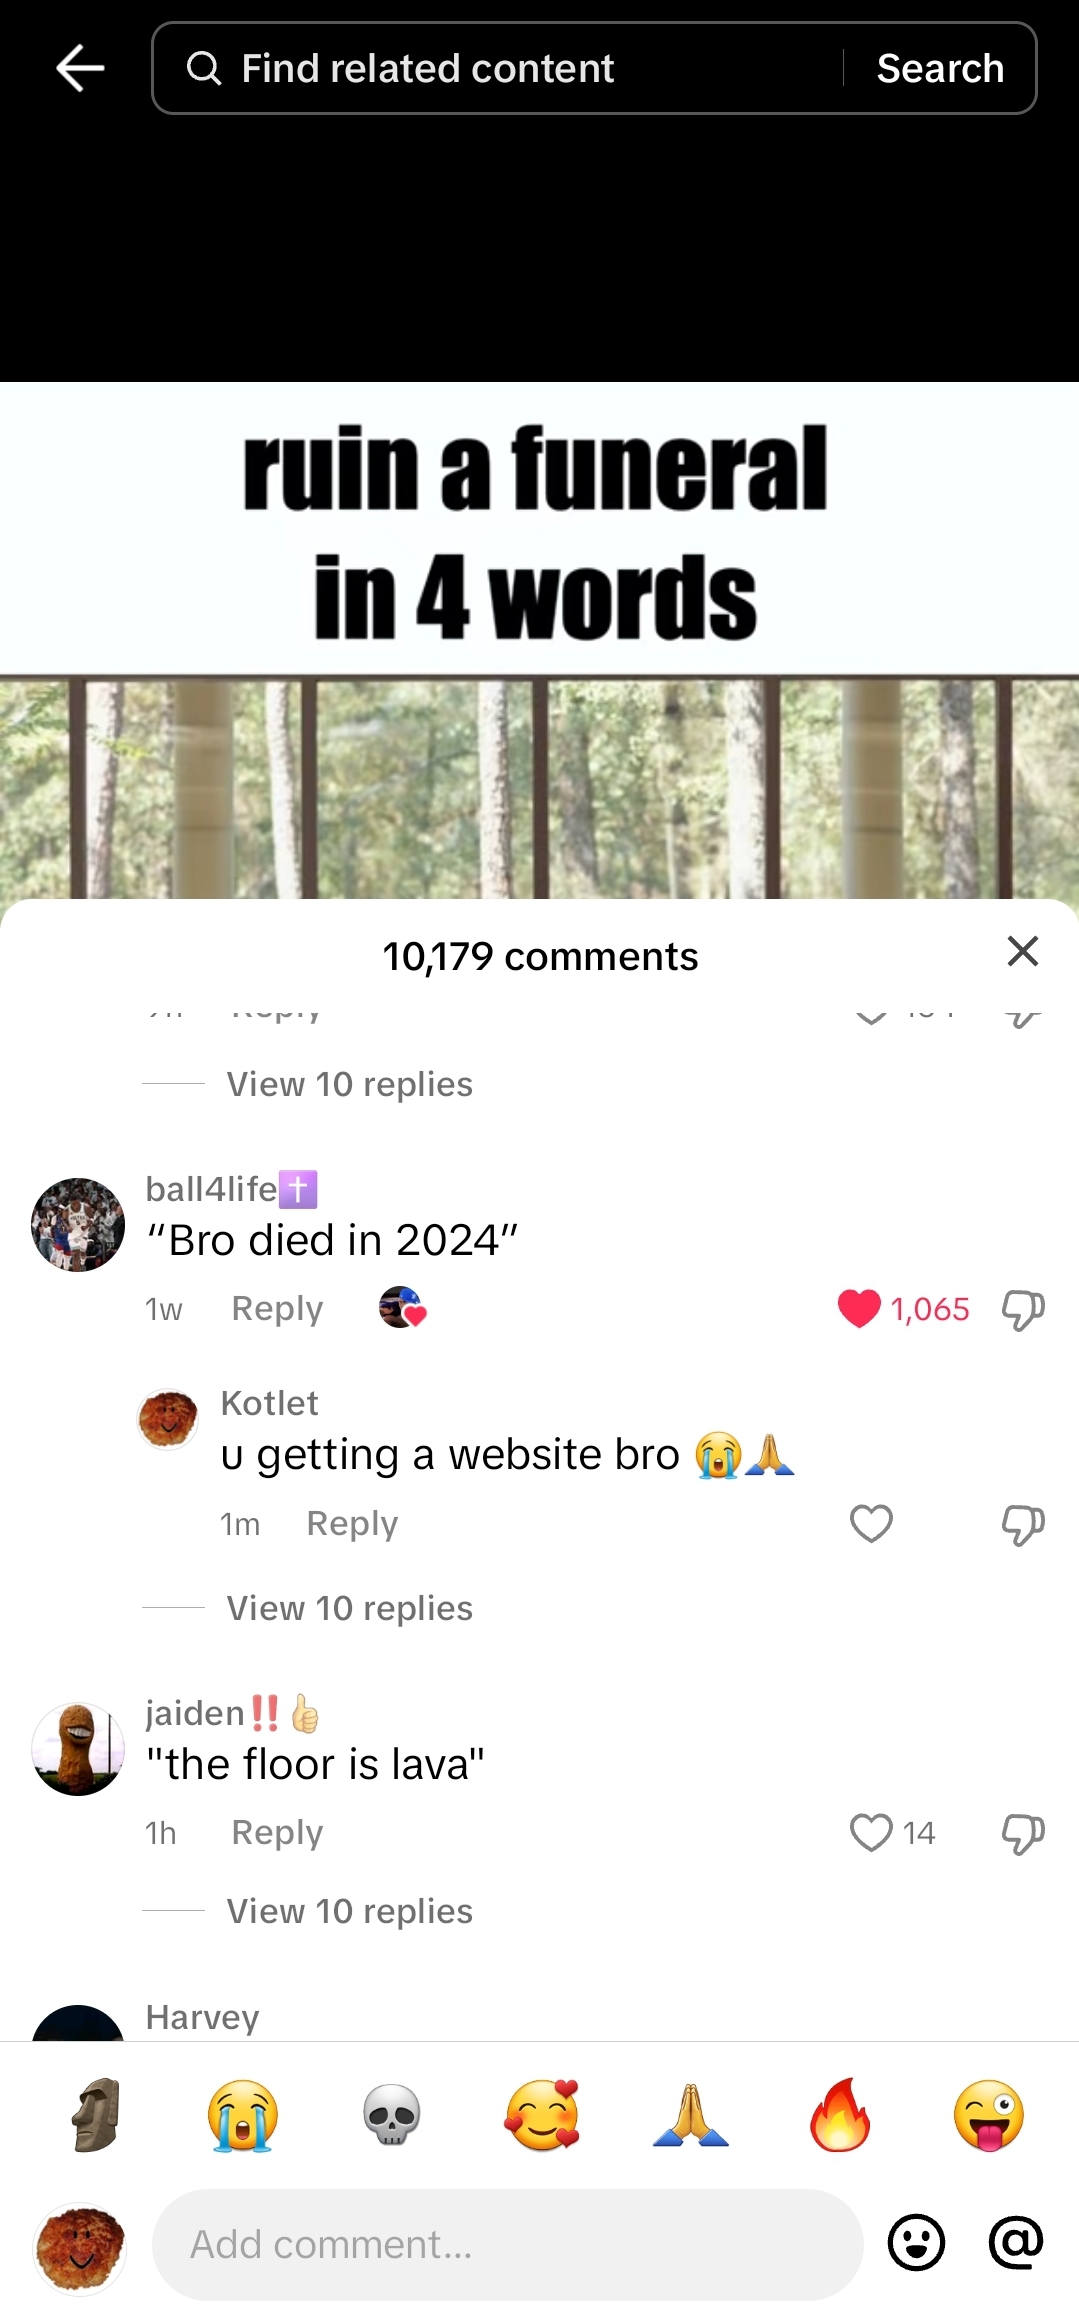 Find related content
Search
ruin a funeral
in 4 words
10,179 comments
Reply
View 10 replies
ball4life✝️
“Bro died in 2024”
1w Reply 1,065
Kotlet
u getting a website bro 😭🙏
1m Reply
View 10 replies
jaiden‼️👍🏻
"the floor is lava"
1h Reply 14
View 10 replies
Harvey
Add comment...